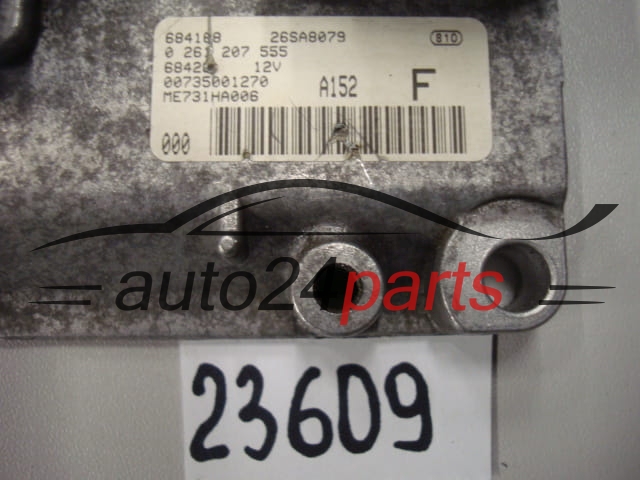 684188 26SA8079 810
0 261 207 555
12V
00735001270
ME731HA006
A152 F
000
auto24parts
23609